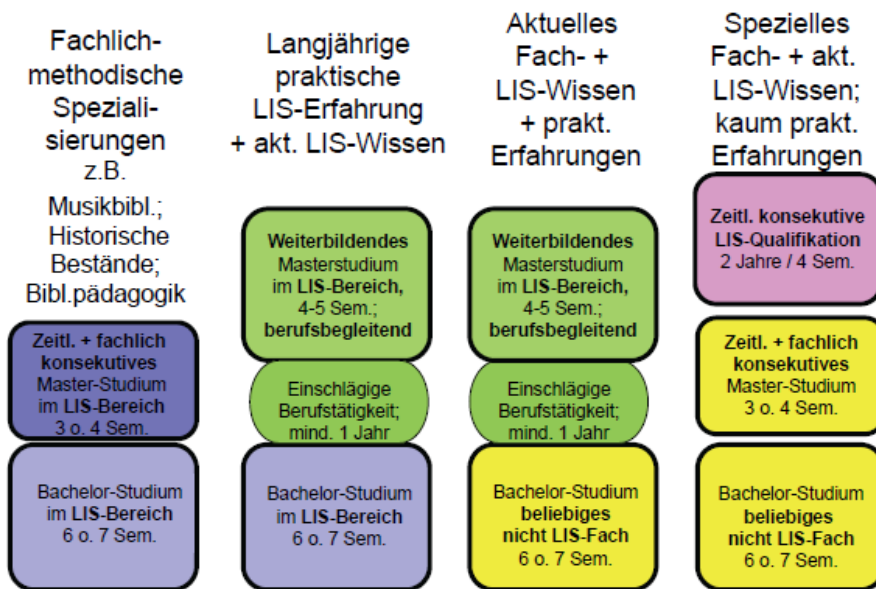 Fachlich-
methodische
Speziali-
sierungen
z.B.
Musikbibl.;
Historische
Bestände;
Bibl.pädagogik
Zeitl. + fachlich
konsekutives
Master-Studium
im LIS-Bereich
3 o. 4 Sem.
Bachelor-Studium
im LIS-Bereich
6 o. 7 Sem.
Langjährige
praktische
LIS-Erfahrung
+ akt. LIS-Wissen
Weiterbildendes
Masterstudium
im LIS-Bereich,
4-5 Sem.;
berufsbegleitend
Einschlägige
Berufstätigkeit;
mind. 1 Jahr
Bachelor-Studium
im LIS-Bereich
6 o. 7 Sem.
Aktuelles
Fach- +
LIS-Wissen
+ prakt.
Erfahrungen
Weiterbildendes
Masterstudium
im LIS-Bereich,
4-5 Sem.;
berufsbegleitend
Einschlägige
Berufstätigkeit;
mind. 1 Jahr
Bachelor-Studium
beliebiges
nicht LIS-Fach
6 o. 7 Sem.
Spezielles
Fach- + akt.
LIS-Wissen;
kaum prakt.
Erfahrungen
Zeitl. konsekutive
LIS-Qualifikation
2 Jahre / 4 Sem.
Zeitl. + fachlich
konsekutives
Master-Studium
3 o. 4 Sem.
Bachelor-Studium
beliebiges
nicht LIS-Fach
6 o. 7 Sem.